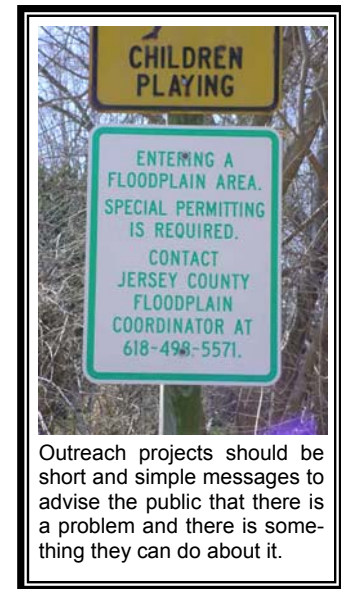 CHILDREN
PLAYING
ENTERING A
FLOODPLAIN AREA.
SPECIAL PERMITTING
IS REQUIRED.
CONTACT
JERSEY COUNTY
FLOODPLAIN
COORDINATOR AT
618-498-5571.
Outreach projects should be
short and simple messages to
advise the public that there is
a problem and there is some-
thing they can do about it.